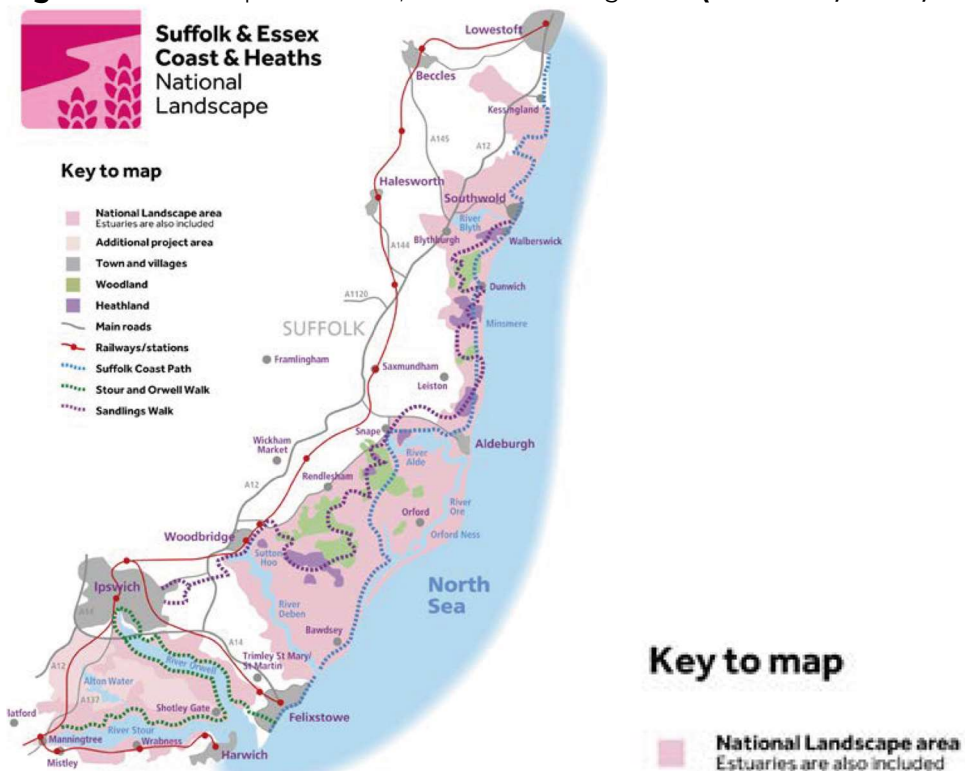 Suffolk & Essex
Coast & Heaths
National
Landscape
Key to map
National Landscape area
Estuaries are also included
Additional project area
Town and villages
Woodland
Heathland
Main roads
Railways/stations
Suffolk Coast Path
Stour and Orwell Walk
Sandlings Walk
Lowestoft
Beccles
Kessingland
A145
A12
Halesworth
Southwold
River
Blyth
Blythburgh
Walberswick
A144
Dunwich
A1120
Minsmere
SUFFOLK
Framlingham
Saxmundham
Leiston
Snape
Aldeburgh
Wickham
Market
River
Alde
Rendlesham
A12
River
Ore
Orford
Woodbridge
Orford Ness
Sutton
Hoo
Ipswich
North
Sea
A14
River
Deben
Bawdsey
A14
Trimley St Mary/
St Martin
A12
River Orwell
Alton Water
A137
Shotley Gate
Felixstowe
latford
River Stour
Manningtree
Wrabness
Harwich
Mistley
Key to map
National Landscape area
Estuaries are also included